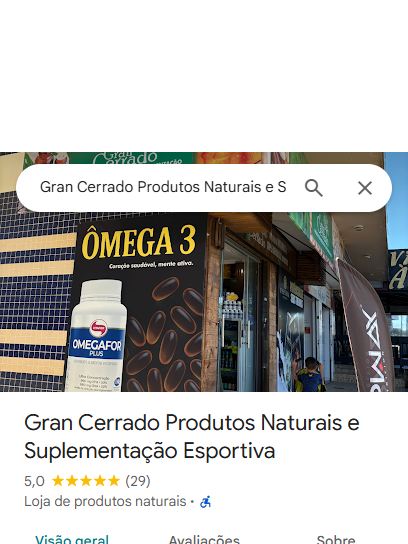 Gran
Cerrado
Gran Cerrado Produtos Naturais e S
ÔMEGA 3
Coração saudável, mente ativa.
OMEGAFOR
PLUS
Gran Cerrado Produtos Naturais e
Suplementação Esportiva
5,0 ★★★★★ (29)
Loja de produtos naturais ·
Visão geral Avaliações Sobre